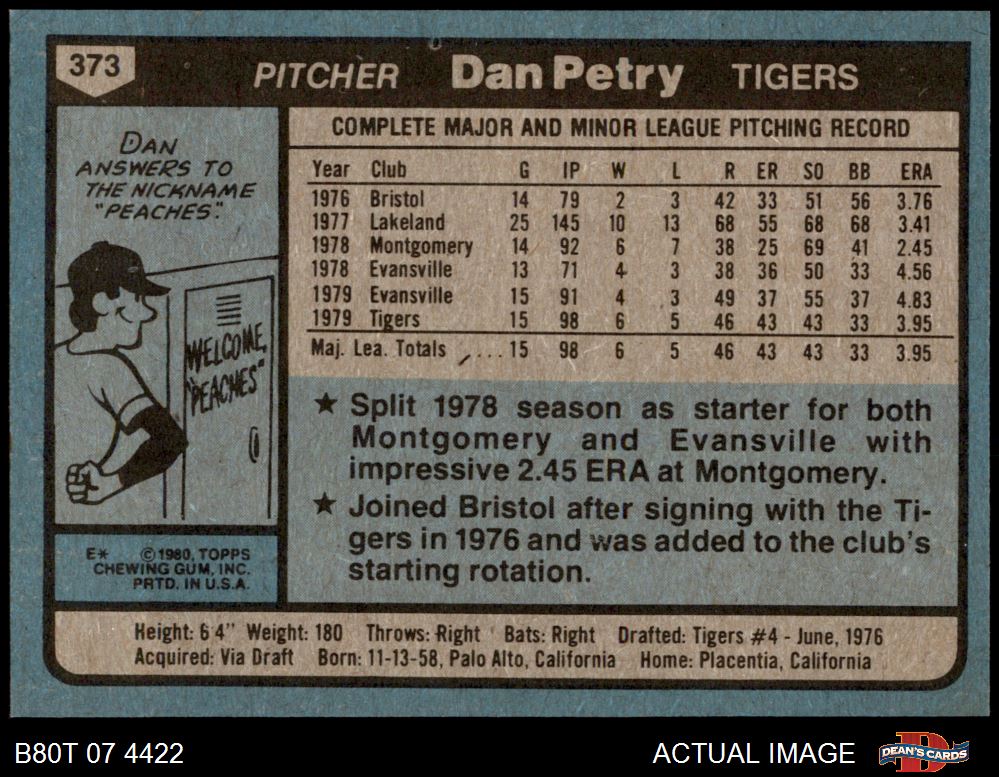 373
PITCHER Dan Petry TIGERS
DAN
ANSWERS TO
THE NICKNAME
"PEACHES."
WELCOME,
"PEACHES"
E* ©1980, TOPPS
CHEWING GUM, INC.
PRTD. IN U.S.A.
COMPLETE MAJOR AND MINOR LEAGUE PITCHING RECORD
Year Club G IP W L R ER SO BB ERA
1976 Bristol 14 79 2 3 42 33 51 56 3.76
1977 Lakeland 25 145 10 13 68 55 68 68 3.41
1978 Montgomery 14 92 6 7 38 25 69 41 2.45
1978 Evansville 13 71 4 3 38 36 50 33 4.56
1979 Evansville 15 91 4 3 49 37 55 37 4.83
1979 Tigers 15 98 6 5 46 43 43 33 3.95
Maj. Lea. Totals .... 15 98 6 5 46 43 43 33 3.95
★ Split 1978 season as starter for both
Montgomery and Evansville with
impressive 2.45 ERA at Montgomery.
★ Joined Bristol after signing with the Ti-
gers in 1976 and was added to the club's
starting rotation.
Height: 6 4" Weight: 180 Throws: Right Bats: Right Drafted: Tigers #4 - June, 1976
Acquired: Via Draft Born: 11-13-58, Palo Alto, California Home: Placentia, California
B80T 07 4422
ACTUAL IMAGE
DEAN'S CARDS